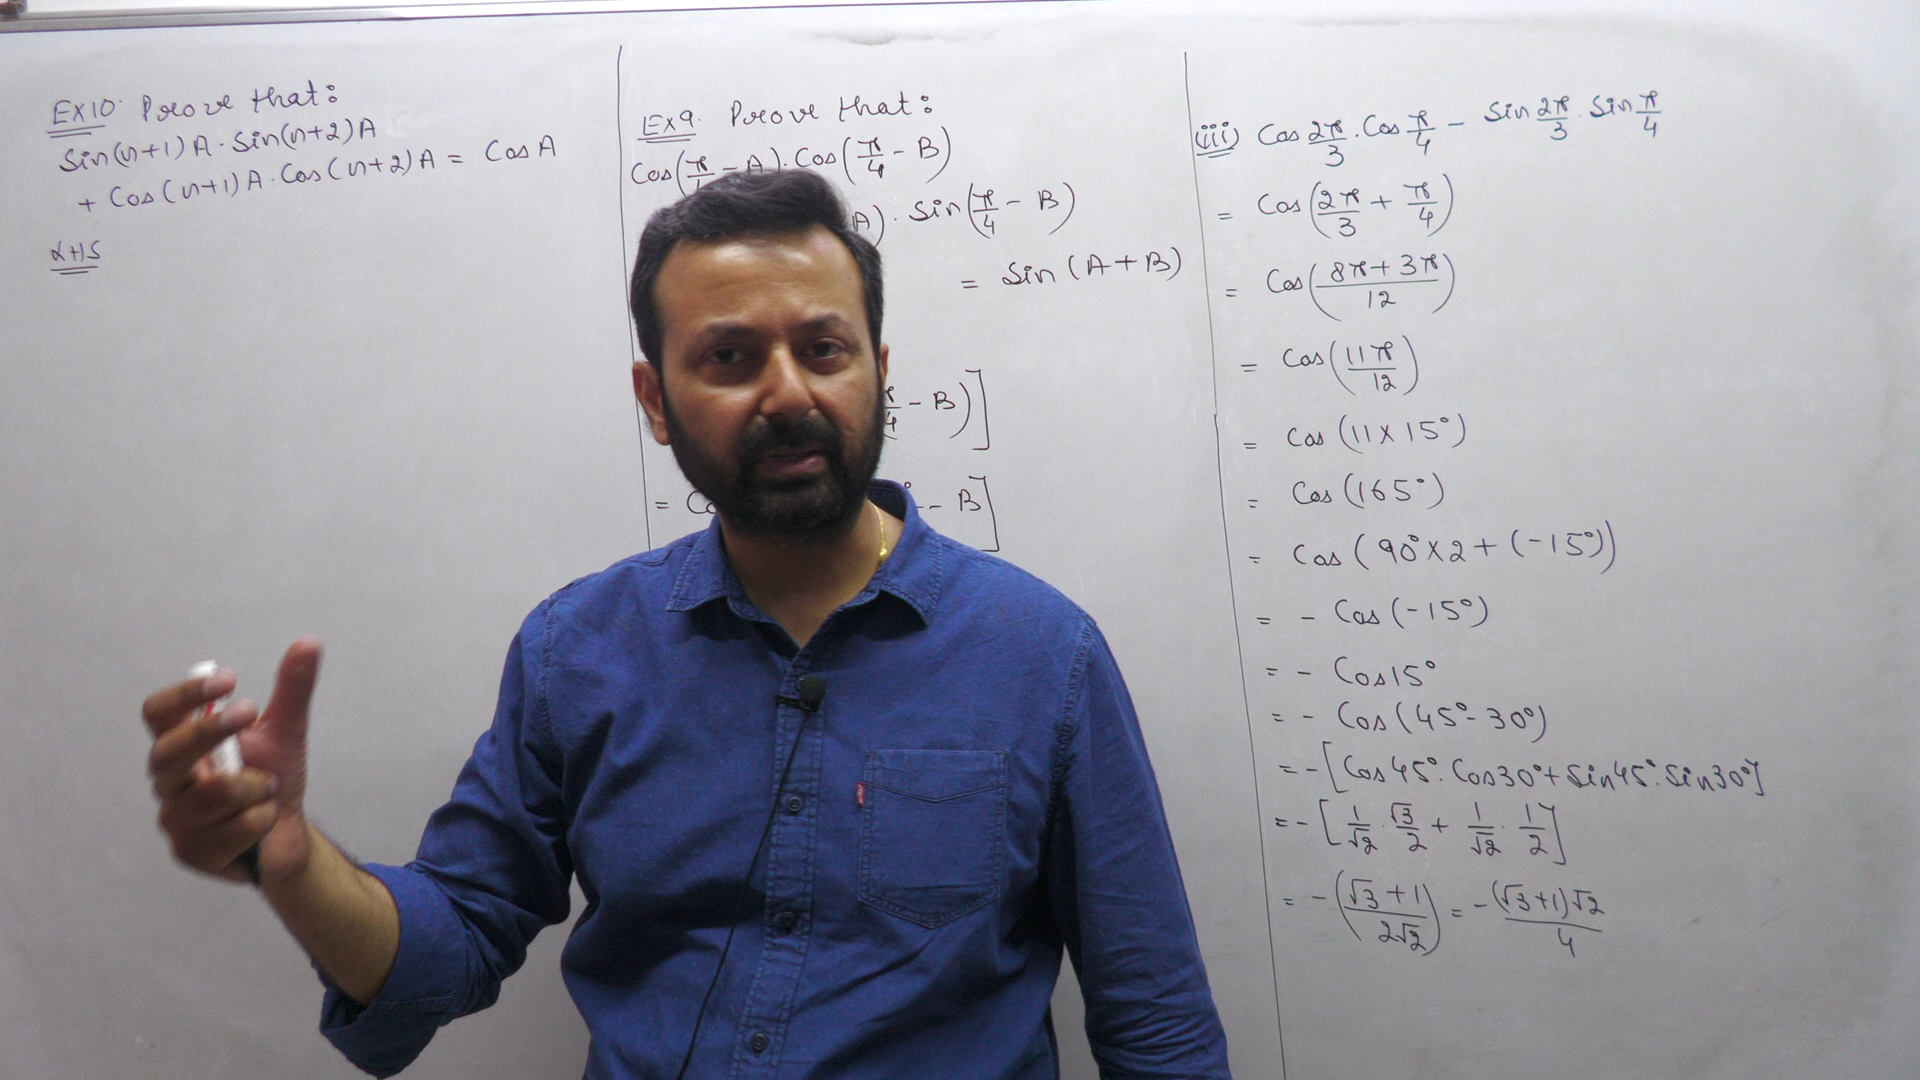 Ex10. Prove that:
Sin(n+1)A·Sin(n+2)A
+ Cos(n+1)A·Cos(n+2)A = CosA
LHS
Ex9. Prove that:
Cos(π/4 - A)·Cos(π/4 - B)
A)·Sin(π/4 - B)
= Sin(A+B)
- B)]
=
- B]
(iii) Cos 2π/3 · Cos π/4 - Sin 2π/3 · Sin π/4
= Cos(2π/3 + π/4)
= Cos((8π+3π)/12)
= Cos(11π/12)
= Cos(11×15°)
= Cos(165°)
= Cos(90°×2+(-15°))
= - Cos(-15°)
= - Cos15°
= - Cos(45°-30°)
= -[Cos45°·Cos30°+Sin45°·Sin30°]
= -[1/√2 · √3/2 + 1/√2 · 1/2]
= -((√3+1)/2√2) = -(√3+1)√2/4